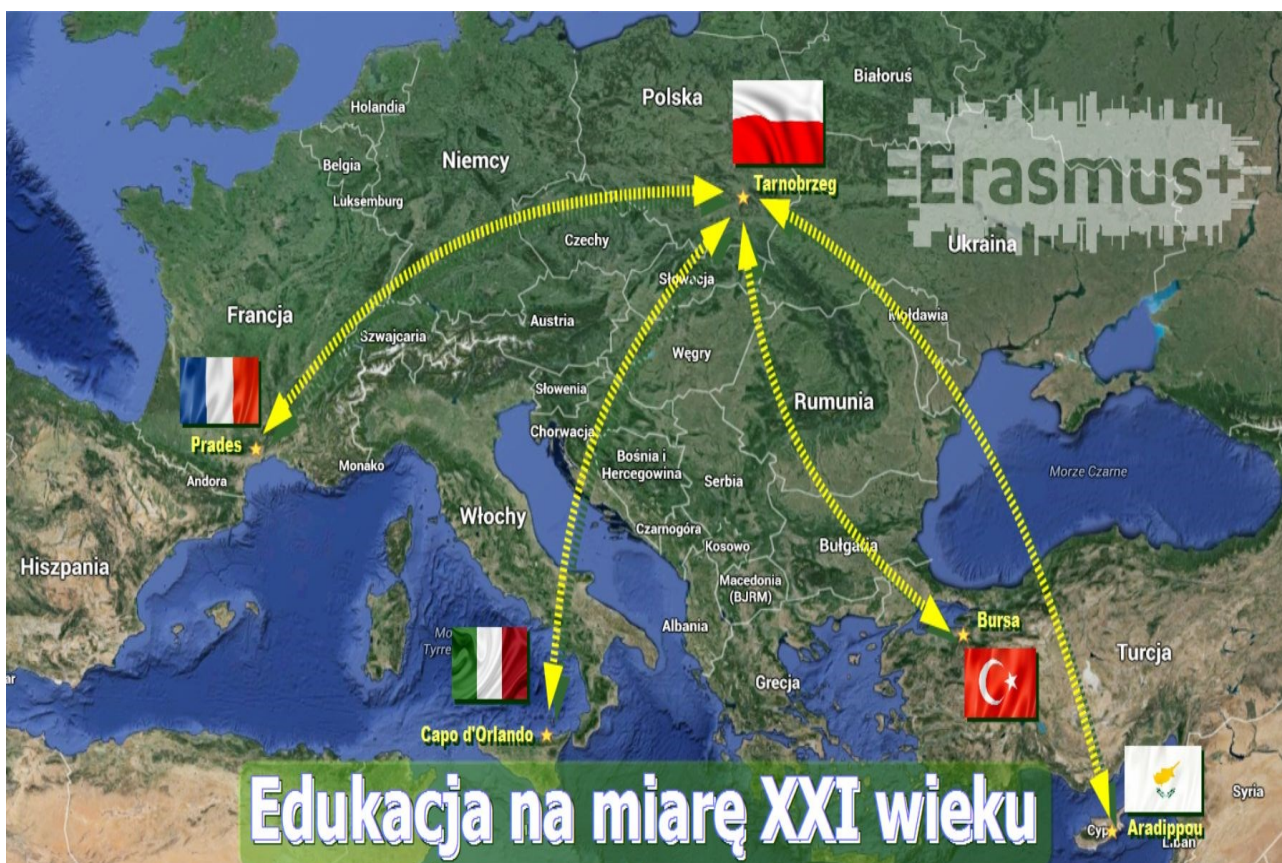 Białoruś
Polska
Holandia
Erasmus+
Belgia
Niemcy
Tarnobrzeg
Luksemburg
Czechy
Ukraina
Słowacja
Francja
Mołdawia
Austria
Szwajcaria
Węgry
Słowenia
Rumunia
Chorwacja
Prades
Bośnia i
Hercegowina
Monako
Morze Czarne
Andora
Serbia
Włochy
Czarnogóra
Kosowo
Bułgaria
Hiszpania
Macedonia
(BJRM)
Albania
Bursa
Turcja
Grecja
Capo d'Orlando
Syria
Edukacja na miarę XXI wieku
Aradippou
Liban